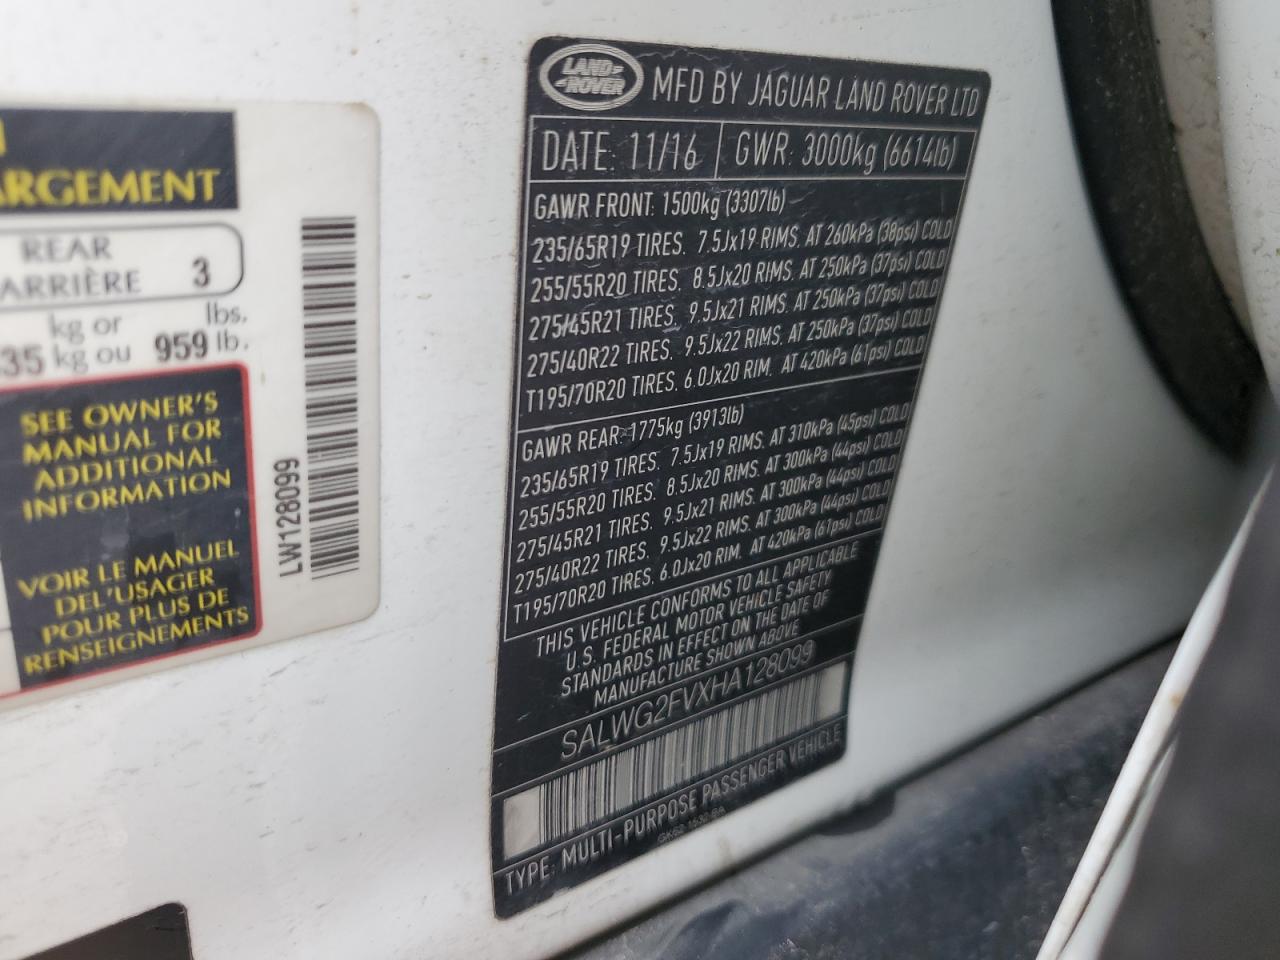 ARGEMENT
REAR
ARRIÈRE 3
kg or lbs.
35 kg ou 959 lb.
SEE OWNER'S
MANUAL FOR
ADDITIONAL
INFORMATION
VOIR LE MANUEL
DEL'USAGER
POUR PLUS DE
RENSEIGNEMENTS
LW128099
LAND-
-ROVER
MFD BY JAGUAR LAND ROVER LTD
DATE: 11/16 GWR: 3000kg (6614lb)
GAWR FRONT: 1500kg (3307lb)
235/65R19 TIRES. 7.5Jx19 RIMS. AT 260kPa (38psi) COLD
255/55R20 TIRES. 8.5Jx20 RIMS. AT 250kPa (37psi) COLD
275/45R21 TIRES. 9.5Jx21 RIMS. AT 250kPa (37psi) COLD
275/40R22 TIRES. 9.5Jx22 RIMS. AT 250kPa (37psi) COLD
T195/70R20 TIRES. 6.0Jx20 RIM. AT 420kPa (61psi) COLD
GAWR REAR: 1775kg (3913lb)
235/65R19 TIRES. 7.5Jx19 RIMS. AT 310kPa (45psi) COLD
255/55R20 TIRES. 8.5Jx20 RIMS. AT 300kPa (44psi) COLD
275/45R21 TIRES. 9.5Jx21 RIMS. AT 300kPa (44psi) COLD
275/40R22 TIRES. 9.5Jx22 RIMS. AT 300kPa (44psi) COLD
T195/70R20 TIRES. 6.0Jx20 RIM. AT 420kPa (61psi) COLD
THIS VEHICLE CONFORMS TO ALL APPLICABLE
U.S. FEDERAL MOTOR VEHICLE SAFETY
STANDARDS IN EFFECT ON THE DATE OF
MANUFACTURE SHOWN ABOVE
SALWG2FVXHA128099
TYPE: MULTI-PURPOSE PASSENGER VEHICLE